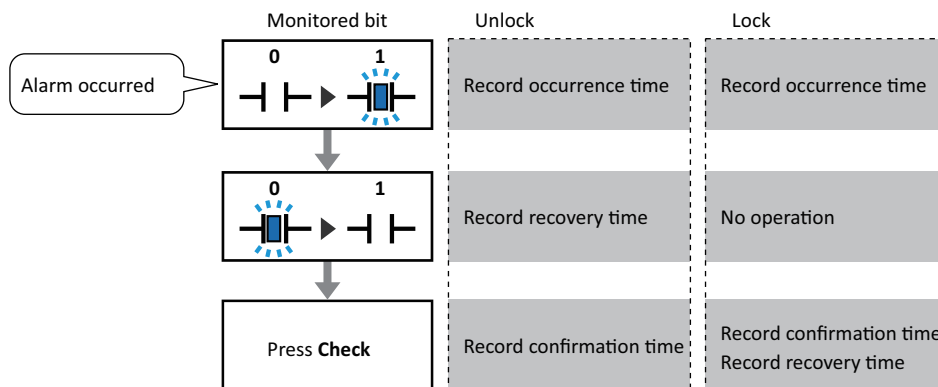 Monitored bit
Unlock
Lock
Alarm occurred
0 1
Record occurrence time
Record occurrence time
0 1
Record recovery time
No operation
Press Check
Record confirmation time
Record confirmation time
Record recovery time